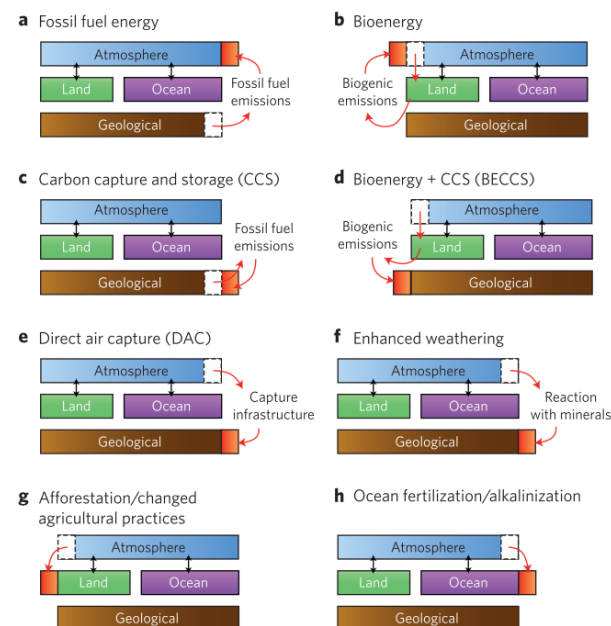 a Fossil fuel energy
Atmosphere
Land
Ocean
Geological
Fossil fuel
emissions
b Bioenergy
Atmosphere
Biogenic
emissions
Land
Ocean
Geological
c Carbon capture and storage (CCS)
Atmosphere
Land
Ocean
Geological
Fossil fuel
emissions
d Bioenergy + CCS (BECCS)
Atmosphere
Biogenic
emissions
Land
Ocean
Geological
e Direct air capture (DAC)
Atmosphere
Land
Ocean
Geological
Capture
infrastructure
f Enhanced weathering
Atmosphere
Land
Ocean
Geological
Reaction
with minerals
g Afforestation/changed
agricultural practices
Atmosphere
Land
Ocean
Geological
h Ocean fertilization/alkalinization
Atmosphere
Land
Ocean
Geological